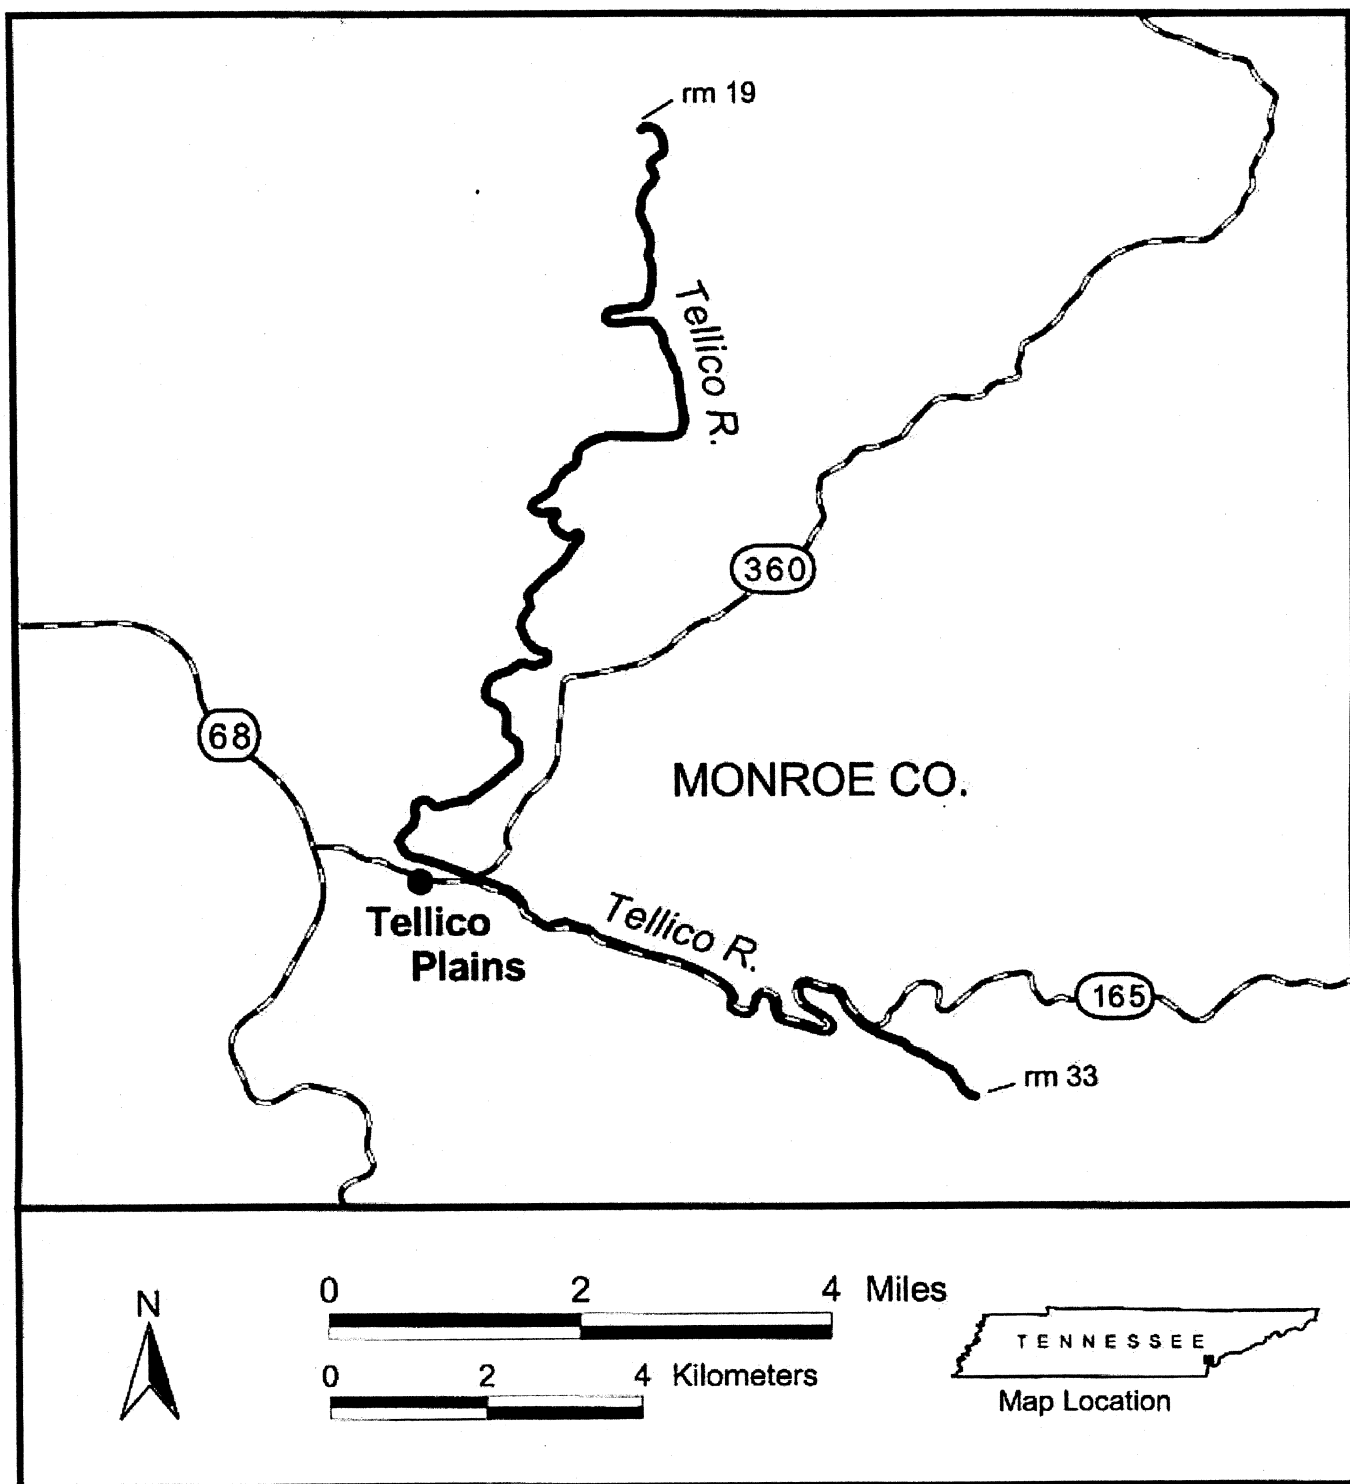 rm 19
Tellico R.
360
68
MONROE CO.
Tellico
Plains
Tellico R.
165
rm 33
N
0 2 4 Miles
0 2 4 Kilometers
TENNESSEE
Map Location